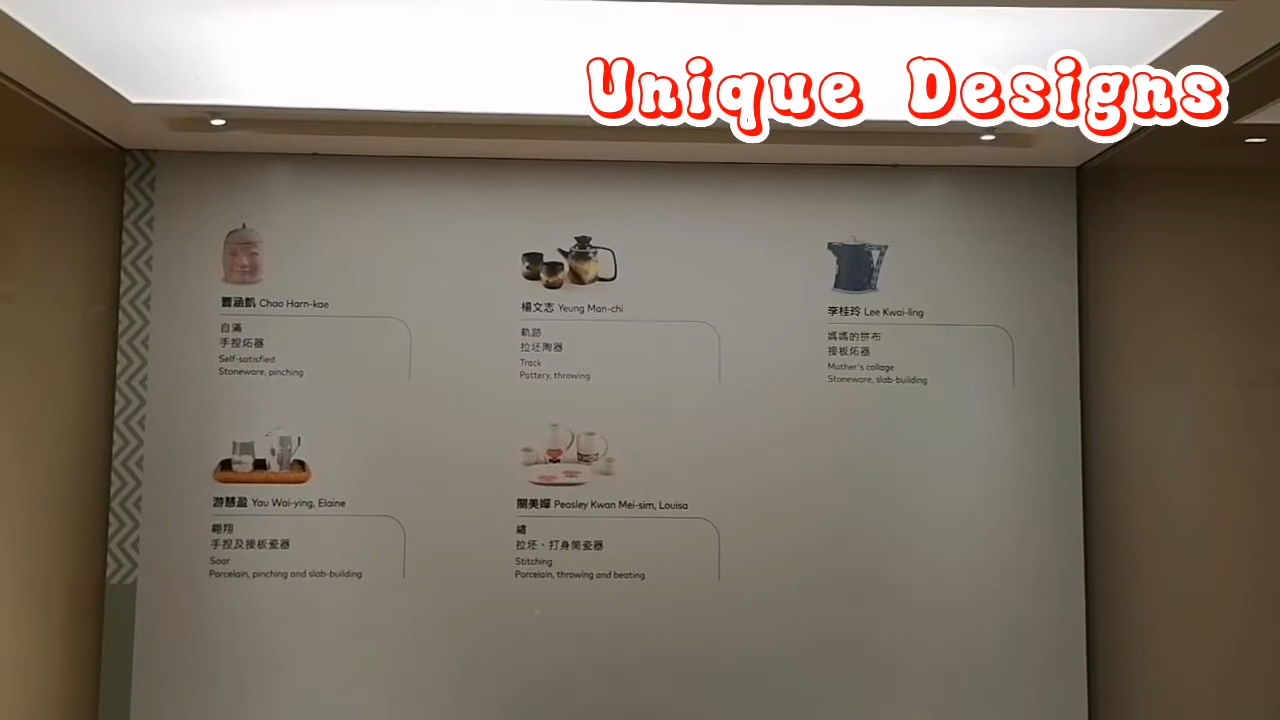 Unique Designs
曹涵凱 Chao Harn-kae
自滿
手捏炻器
Self-satisfied
Stoneware, pinching
楊文志 Yeung Man-chi
軌跡
拉坯陶器
Track
Pottery, throwing
李桂玲 Lee Kwai-ling
媽媽的拼布
接板炻器
Mother's collage
Stoneware, slab-building
游慧盈 Yau Wai-ying, Elaine
翱翔
手捏及接板瓷器
Soar
Porcelain, pinching and slab-building
關美嬋 Peasley Kwan Mei-sim, Louisa
繡
拉坯、打身筒瓷器
Stitching
Porcelain, throwing and beating